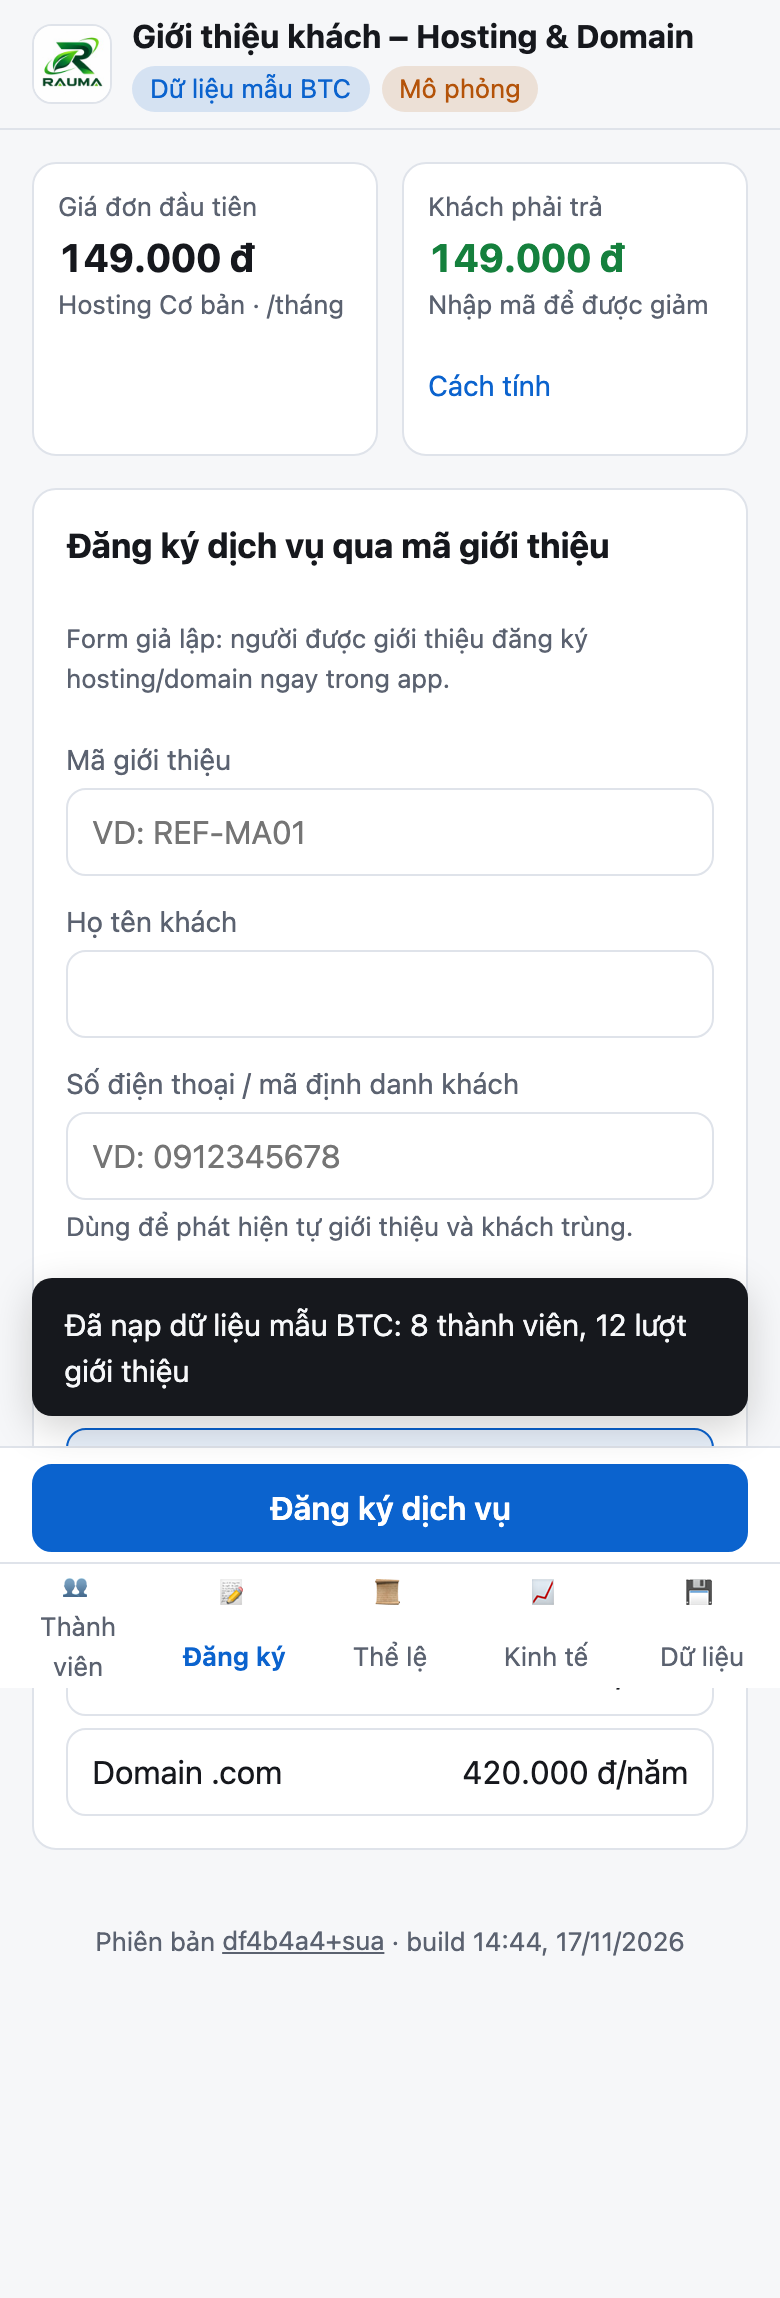 RAUMA
Giới thiệu khách – Hosting & Domain
Dữ liệu mẫu BTC
Mô phỏng
Giá đơn đầu tiên
149.000 đ
Hosting Cơ bản · /tháng
Khách phải trả
149.000 đ
Nhập mã để được giảm
Cách tính
Đăng ký dịch vụ qua mã giới thiệu
Form giả lập: người được giới thiệu đăng ký
hosting/domain ngay trong app.
Mã giới thiệu
VD: REF-MA01
Họ tên khách
Số điện thoại / mã định danh khách
VD: 0912345678
Dùng để phát hiện tự giới thiệu và khách trùng.
Đã nạp dữ liệu mẫu BTC: 8 thành viên, 12 lượt
giới thiệu
Đăng ký dịch vụ
Thành
viên
Đăng ký
Thể lệ
Kinh tế
Dữ liệu
Domain .com 420.000 đ/năm
Phiên bản df4b4a4+sua · build 14:44, 17/11/2026